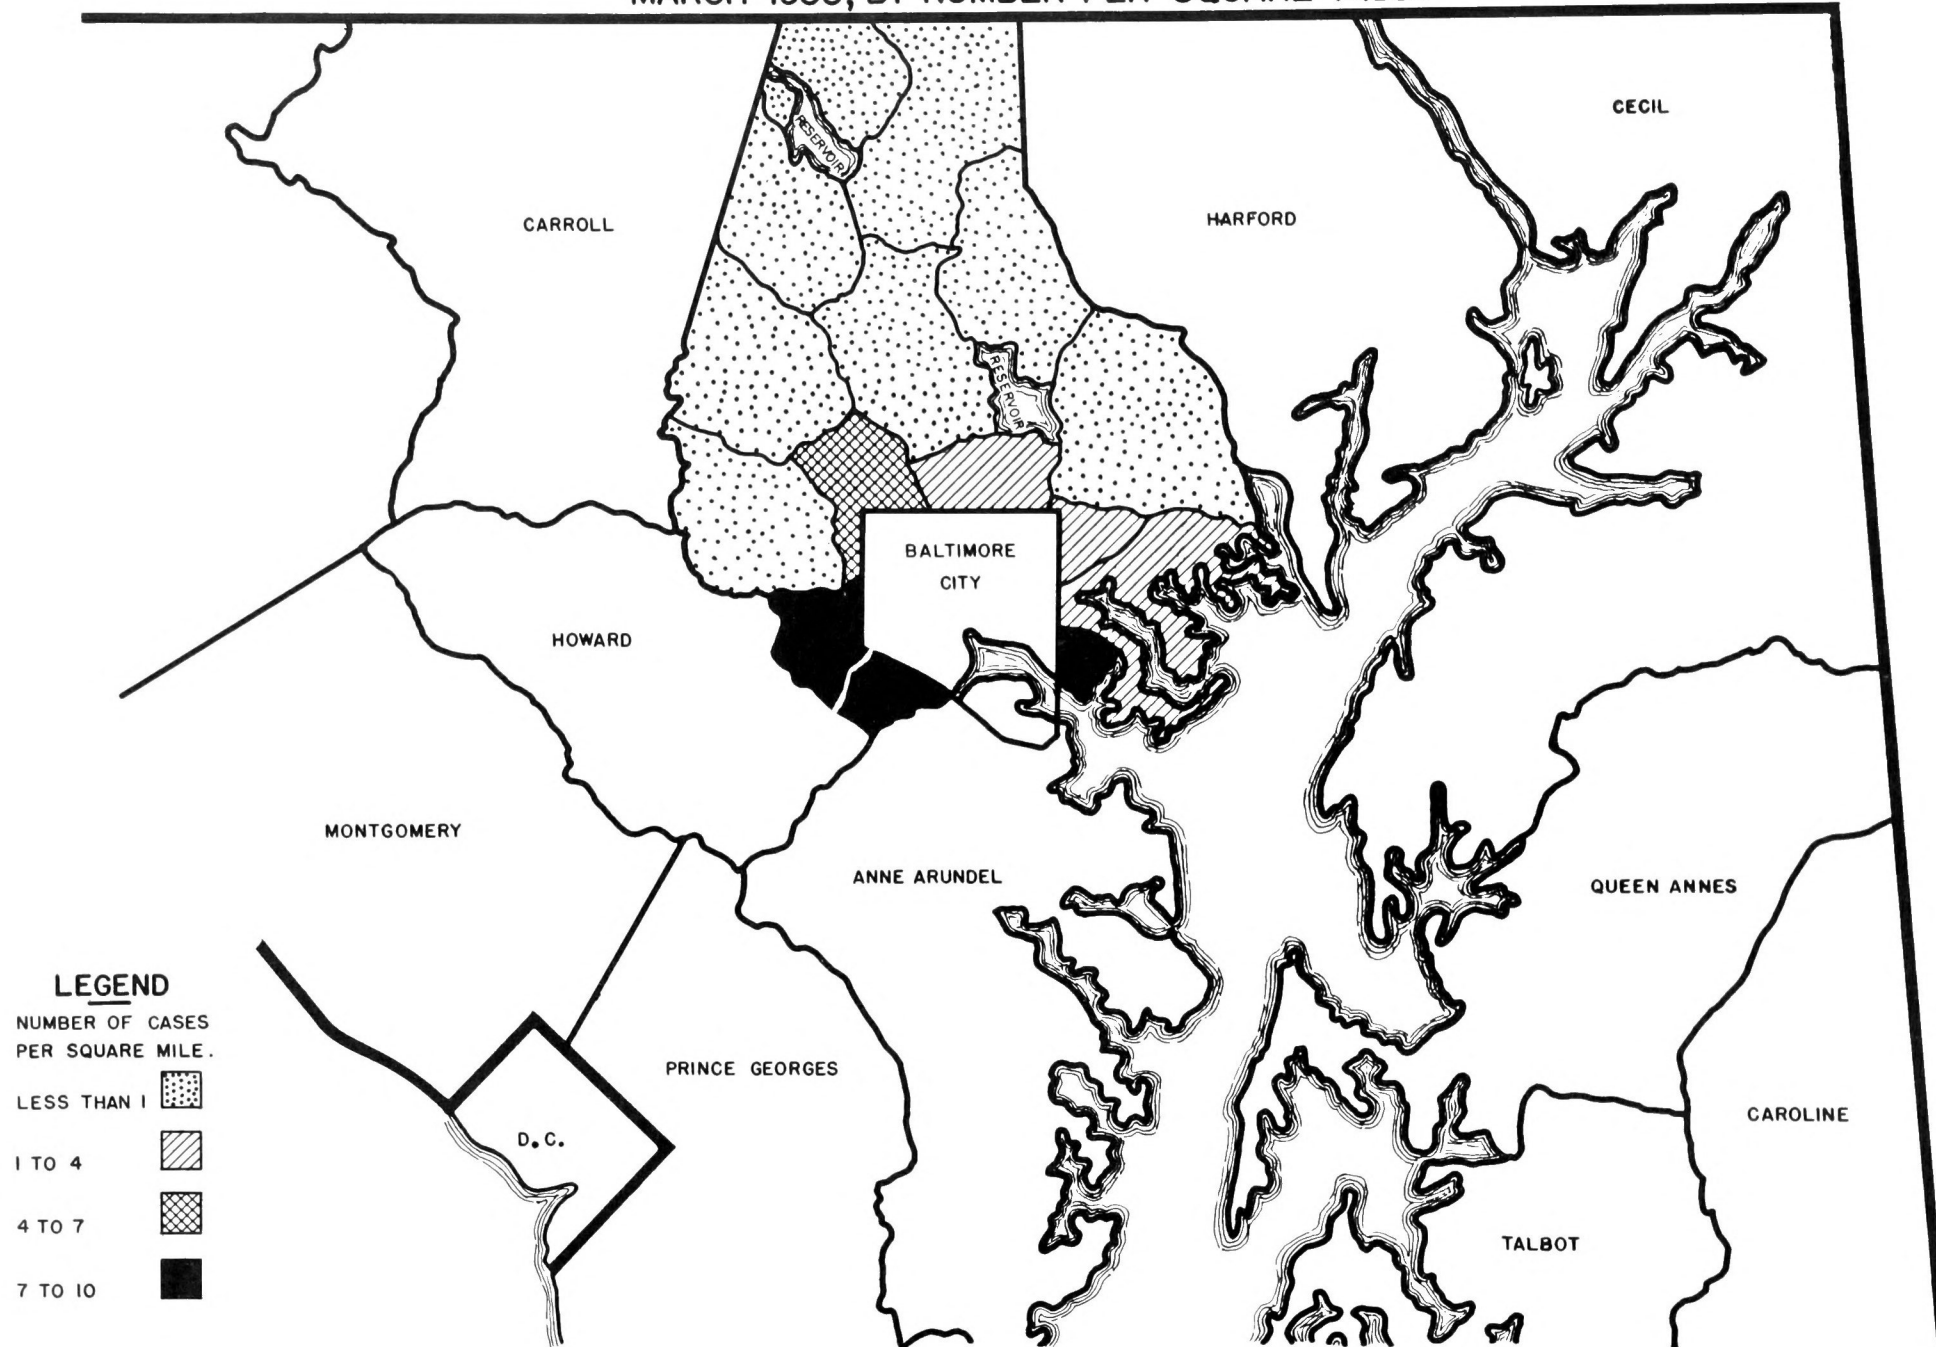 CECIL
RESERVOIR
CARROLL
HARFORD
RESERVOIR
BALTIMORE
CITY
HOWARD
MONTGOMERY
ANNE ARUNDEL
QUEEN ANNES
LEGEND
NUMBER OF CASES
PER SQUARE MILE.
LESS THAN 1
1 TO 4
4 TO 7
7 TO 10
PRINCE GEORGES
D.C.
CAROLINE
TALBOT